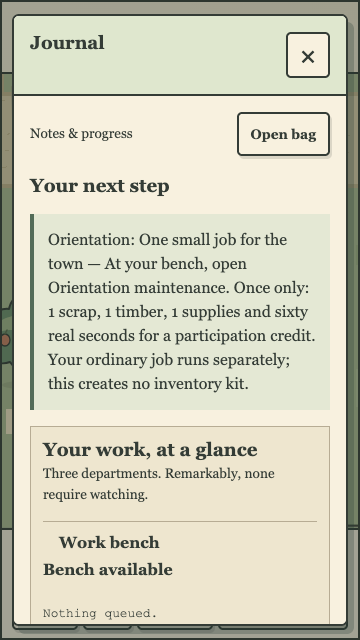 Journal
×
Notes & progress
Open bag
Your next step
Orientation: One small job for the
town — At your bench, open
Orientation maintenance. Once only:
1 scrap, 1 timber, 1 supplies and sixty
real seconds for a participation credit.
Your ordinary job runs separately;
this creates no inventory kit.
Your work, at a glance
Three departments. Remarkably, none
require watching.
Work bench
Bench available
Nothing queued.